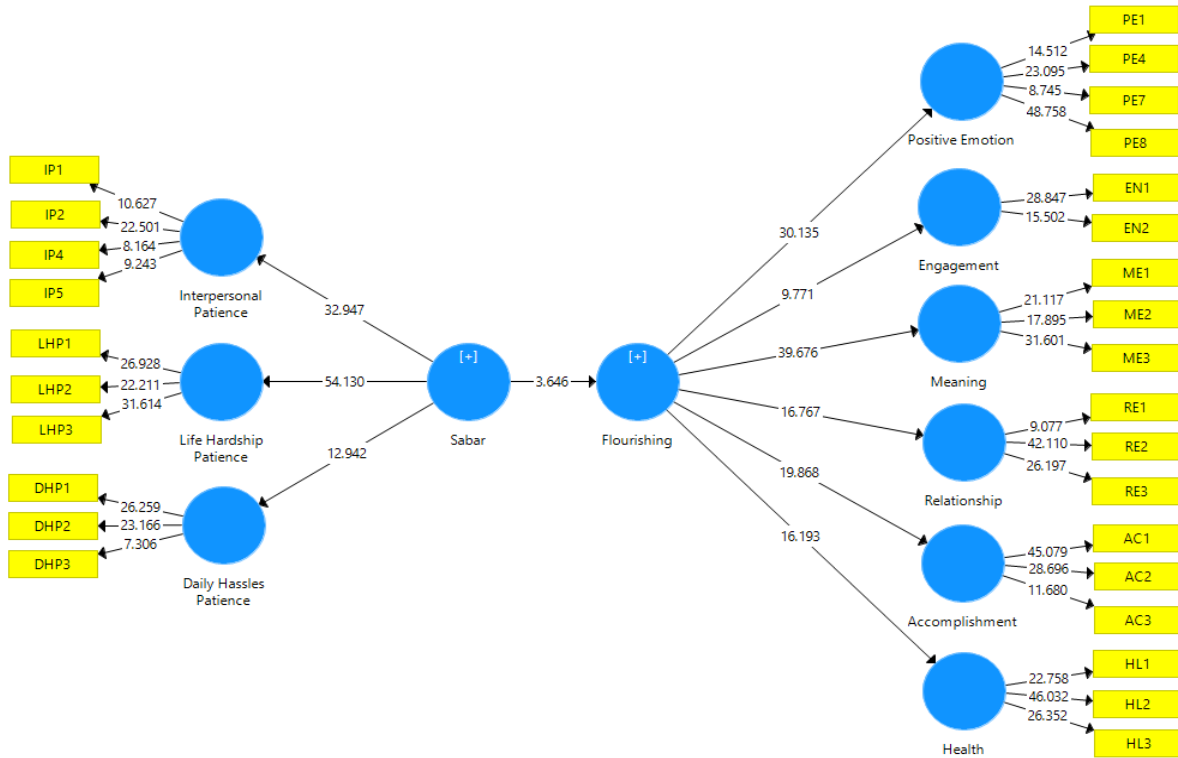 IP1
IP2
IP4
IP5
10.627
22.501
8.164
9.243
Interpersonal
Patience
LHP1
LHP2
LHP3
26.928
22.211
31.614
Life Hardship
Patience
DHP1
DHP2
DHP3
26.259
23.166
7.306
Daily Hassles
Patience
32.947
54.130
12.942
[+]
Sabar
3.646
[+]
Flourishing
30.135
9.771
39.676
16.767
19.868
16.193
Positive Emotion
14.512
23.095
8.745
48.758
PE1
PE4
PE7
PE8
Engagement
28.847
15.502
EN1
EN2
Meaning
21.117
17.895
31.601
ME1
ME2
ME3
Relationship
9.077
42.110
26.197
RE1
RE2
RE3
Accomplishment
45.079
28.696
11.680
AC1
AC2
AC3
Health
22.758
46.032
26.352
HL1
HL2
HL3